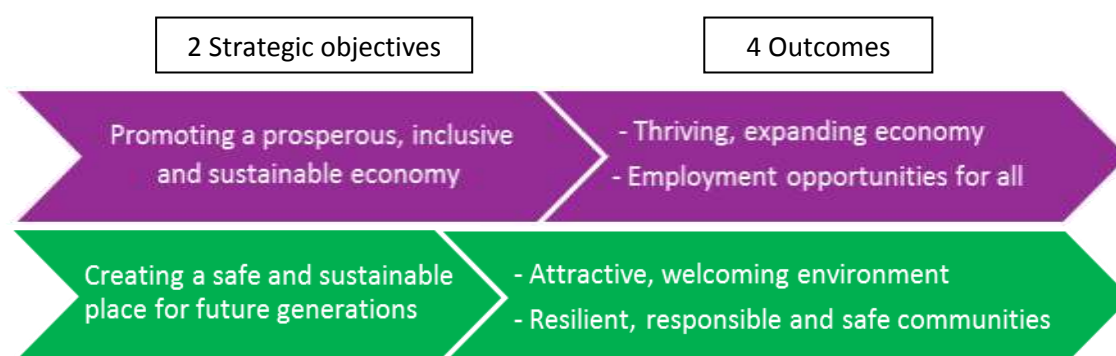 2 Strategic objectives
4 Outcomes
Promoting a prosperous, inclusive
and sustainable economy
- Thriving, expanding economy
- Employment opportunities for all
Creating a safe and sustainable
place for future generations
- Attractive, welcoming environment
- Resilient, responsible and safe communities